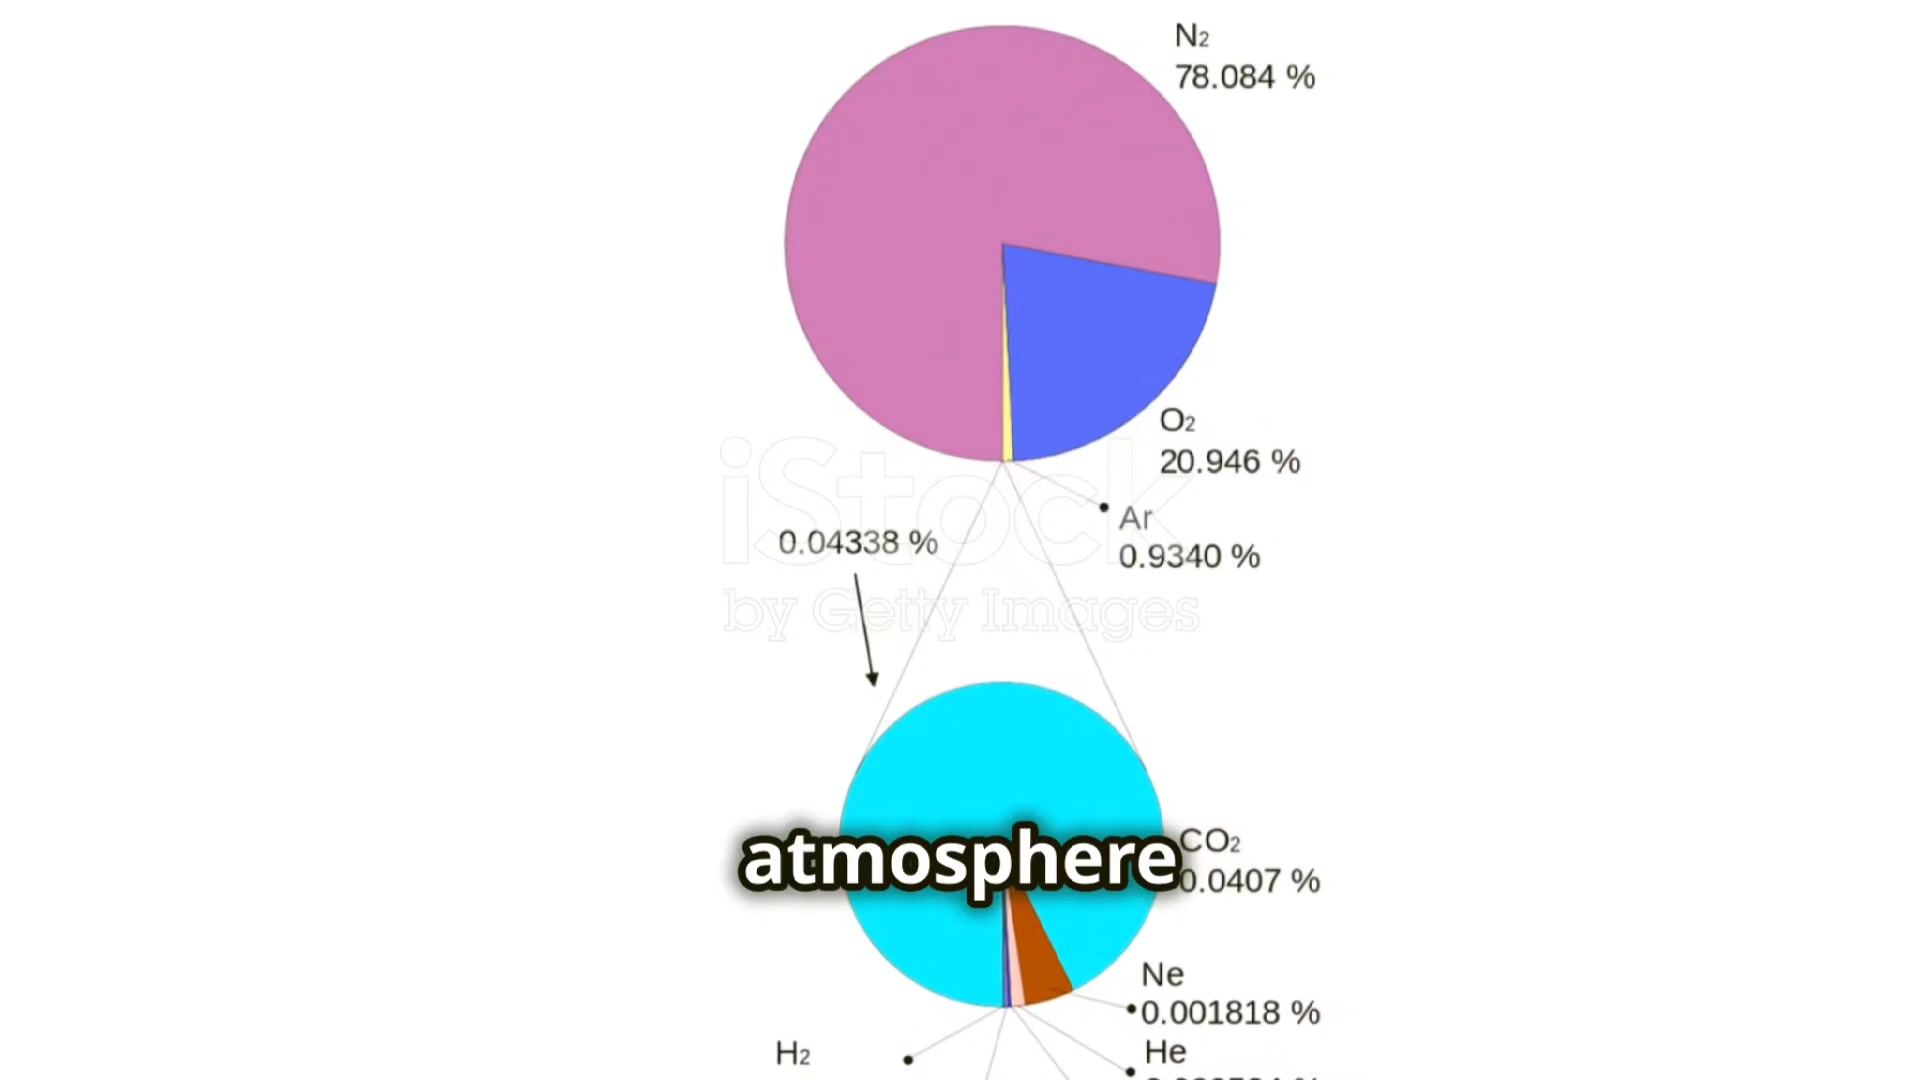 N2
78.084 %
O2
20.946 %
Ar
0.9340 %
0.04338 %
iStock
by Getty Images
atmosphere
CO2
0.0407 %
Ne
0.001818 %
H2
He